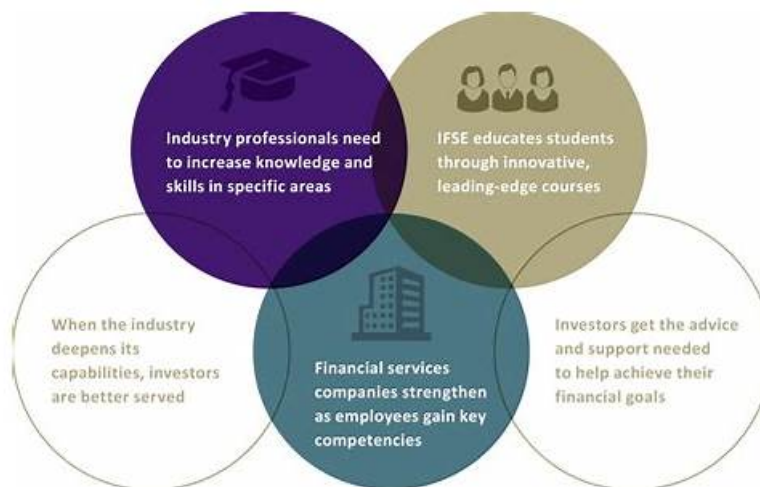 Industry professionals need
to increase knowledge and
skills in specific areas
IFSE educates students
through innovative,
leading-edge courses
When the industry
deepens its
capabilities, investors
are better served
Financial services
companies strengthen
as employees gain key
competencies
Investors get the advice
and support needed
to help achieve their
financial goals